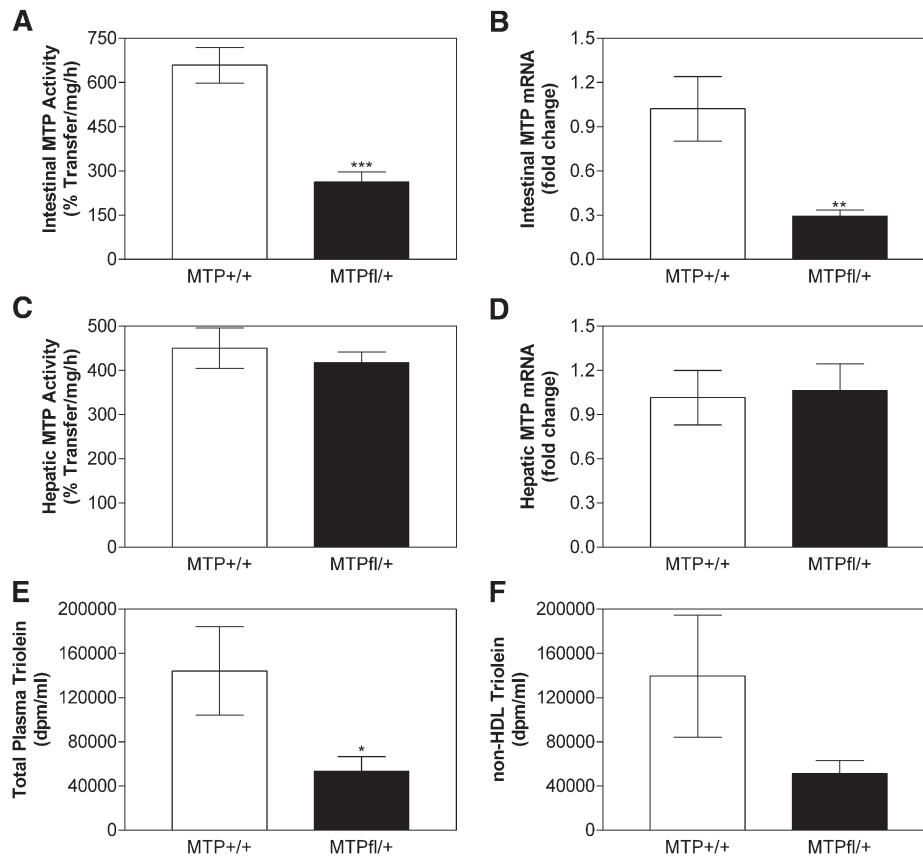 A
Intestinal MTP Activity
(% Transfer/mg/h)
750
600
450
300
150
0
***
MTP+/+
MTPfl/+
B
Intestinal MTP mRNA
(fold change)
1.5
1.2
0.9
0.6
0.3
0.0
**
MTP+/+
MTPfl/+
C
Hepatic MTP Activity
(% Transfer/mg/h)
500
400
300
200
100
0
MTP+/+
MTPfl/+
D
Hepatic MTP mRNA
(fold change)
1.5
1.2
0.9
0.6
0.3
0.0
MTP+/+
MTPfl/+
E
Total Plasma Triolein
(dpm/ml)
200000
160000
120000
80000
40000
0
*
MTP+/+
MTPfl/+
F
non-HDL Triolein
(dpm/ml)
200000
160000
120000
80000
40000
0
MTP+/+
MTPfl/+